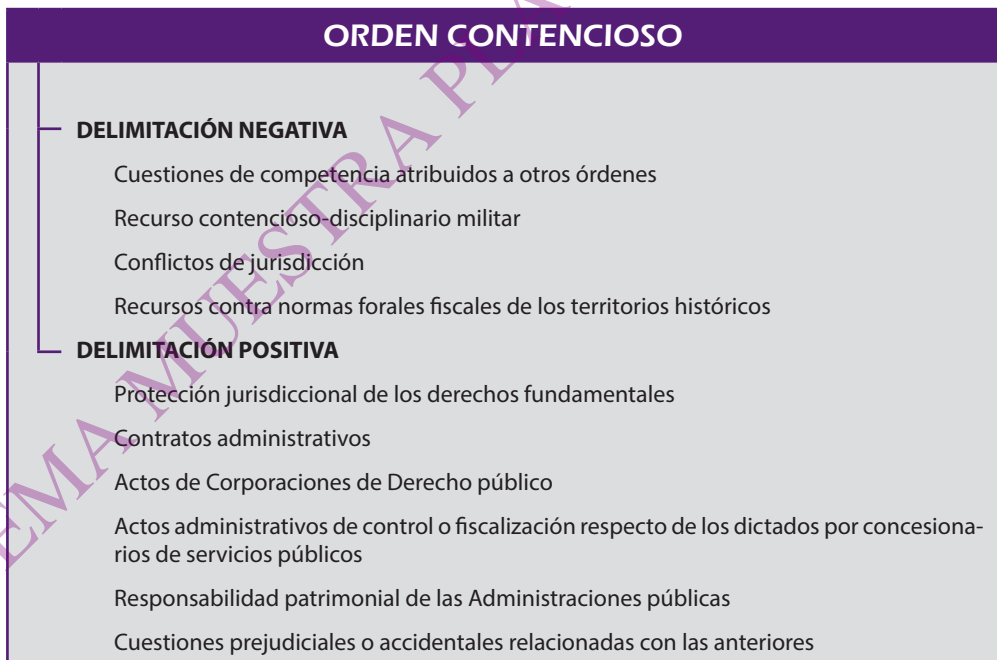 ORDEN CONTENCIOSO
DELIMITACIÓN NEGATIVA
Cuestiones de competencia atribuidos a otros órdenes
Recurso contencioso-disciplinario militar
Conflictos de jurisdicción
Recursos contra normas forales fiscales de los territorios históricos
DELIMITACIÓN POSITIVA
Protección jurisdiccional de los derechos fundamentales
Contratos administrativos
Actos de Corporaciones de Derecho público
Actos administrativos de control o fiscalización respecto de los dictados por concesiona-
rios de servicios públicos
Responsabilidad patrimonial de las Administraciones públicas
Cuestiones prejudiciales o accidentales relacionadas con las anteriores
EMA MUESTRA